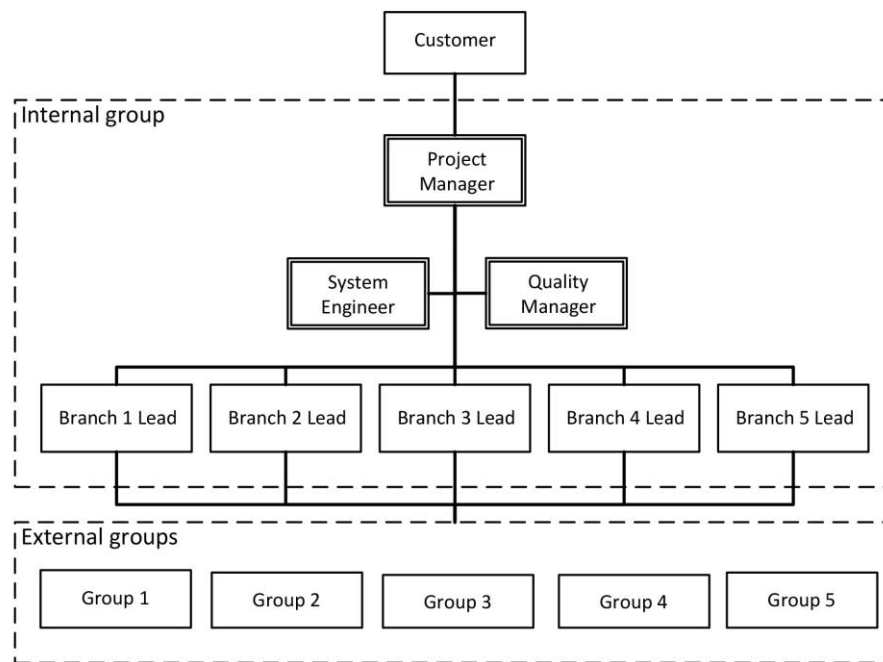 Customer
Internal group
Project
Manager
System
Engineer
Quality
Manager
Branch 1 Lead
Branch 2 Lead
Branch 3 Lead
Branch 4 Lead
Branch 5 Lead
External groups
Group 1
Group 2
Group 3
Group 4
Group 5